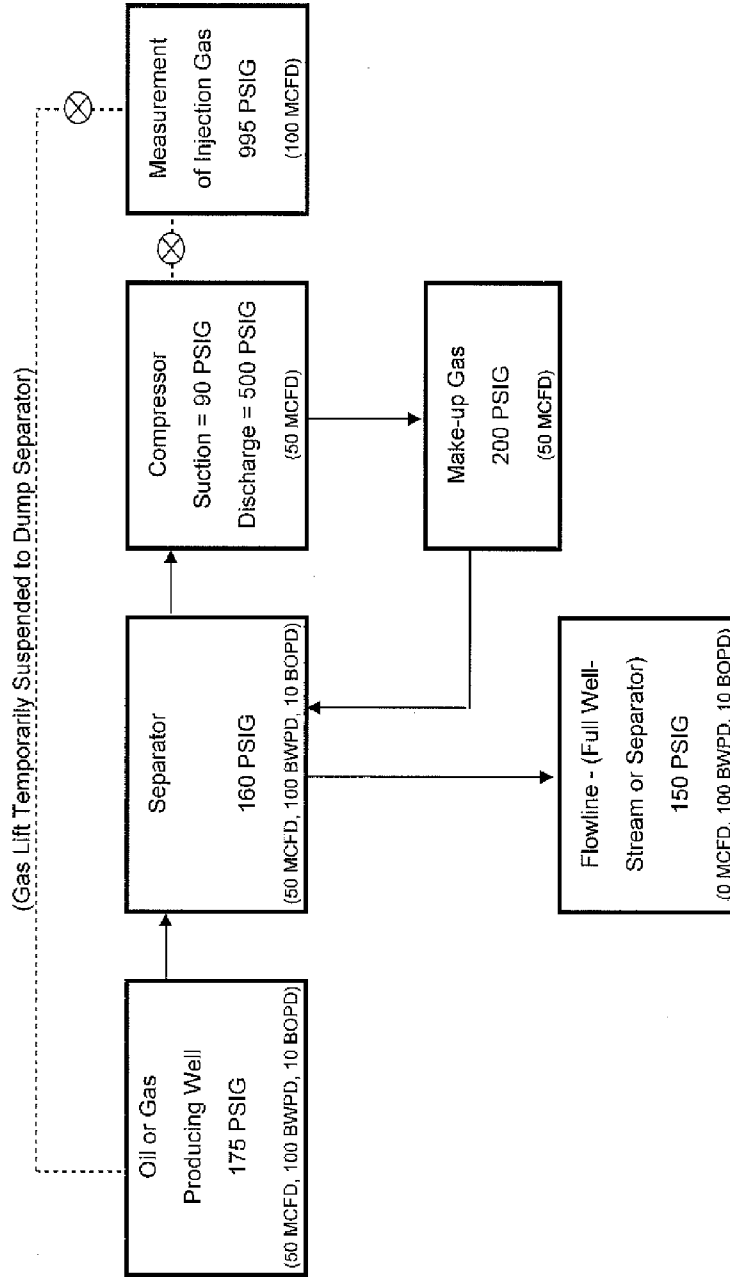 (Gas Lift Temporarily Suspended to Dump Separator)
Oil or Gas
Producing Well
175 PSIG
(50 MCFD, 100 BWPD, 10 BOPD)
Separator
160 PSIG
(50 MCFD, 100 BWPD, 10 BOPD)
Compressor
Suction = 90 PSIG
Discharge = 500 PSIG
(50 MCFD)
Measurement
of Injection Gas
995 PSIG
(100 MCFD)
Make-up Gas
200 PSIG
(50 MCFD)
Flowline - (Full Well-
Stream or Separator)
150 PSIG
(0 MCFD, 100 BWPD, 10 BOPD)